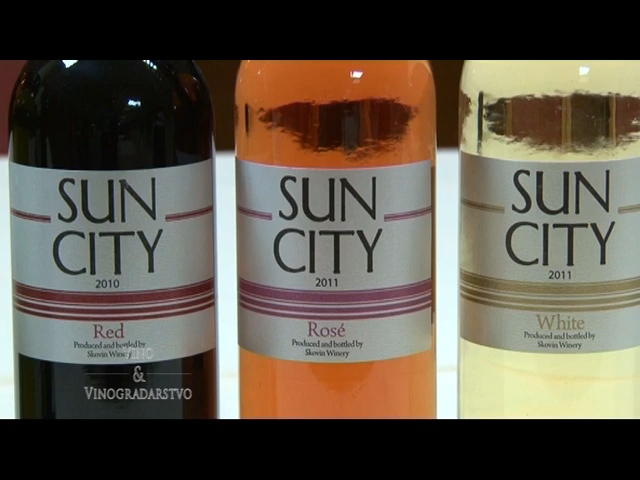 SUN
CITY
2010
Red
Produced and bottled by
Skovin Winery
SUN
CITY
2011
Rosé
Produced and bottled by
Skovin Winery
SUN
CITY
2011
White
Produced and bottled by
Skovin Winery
&
VINOGRADARSTVO